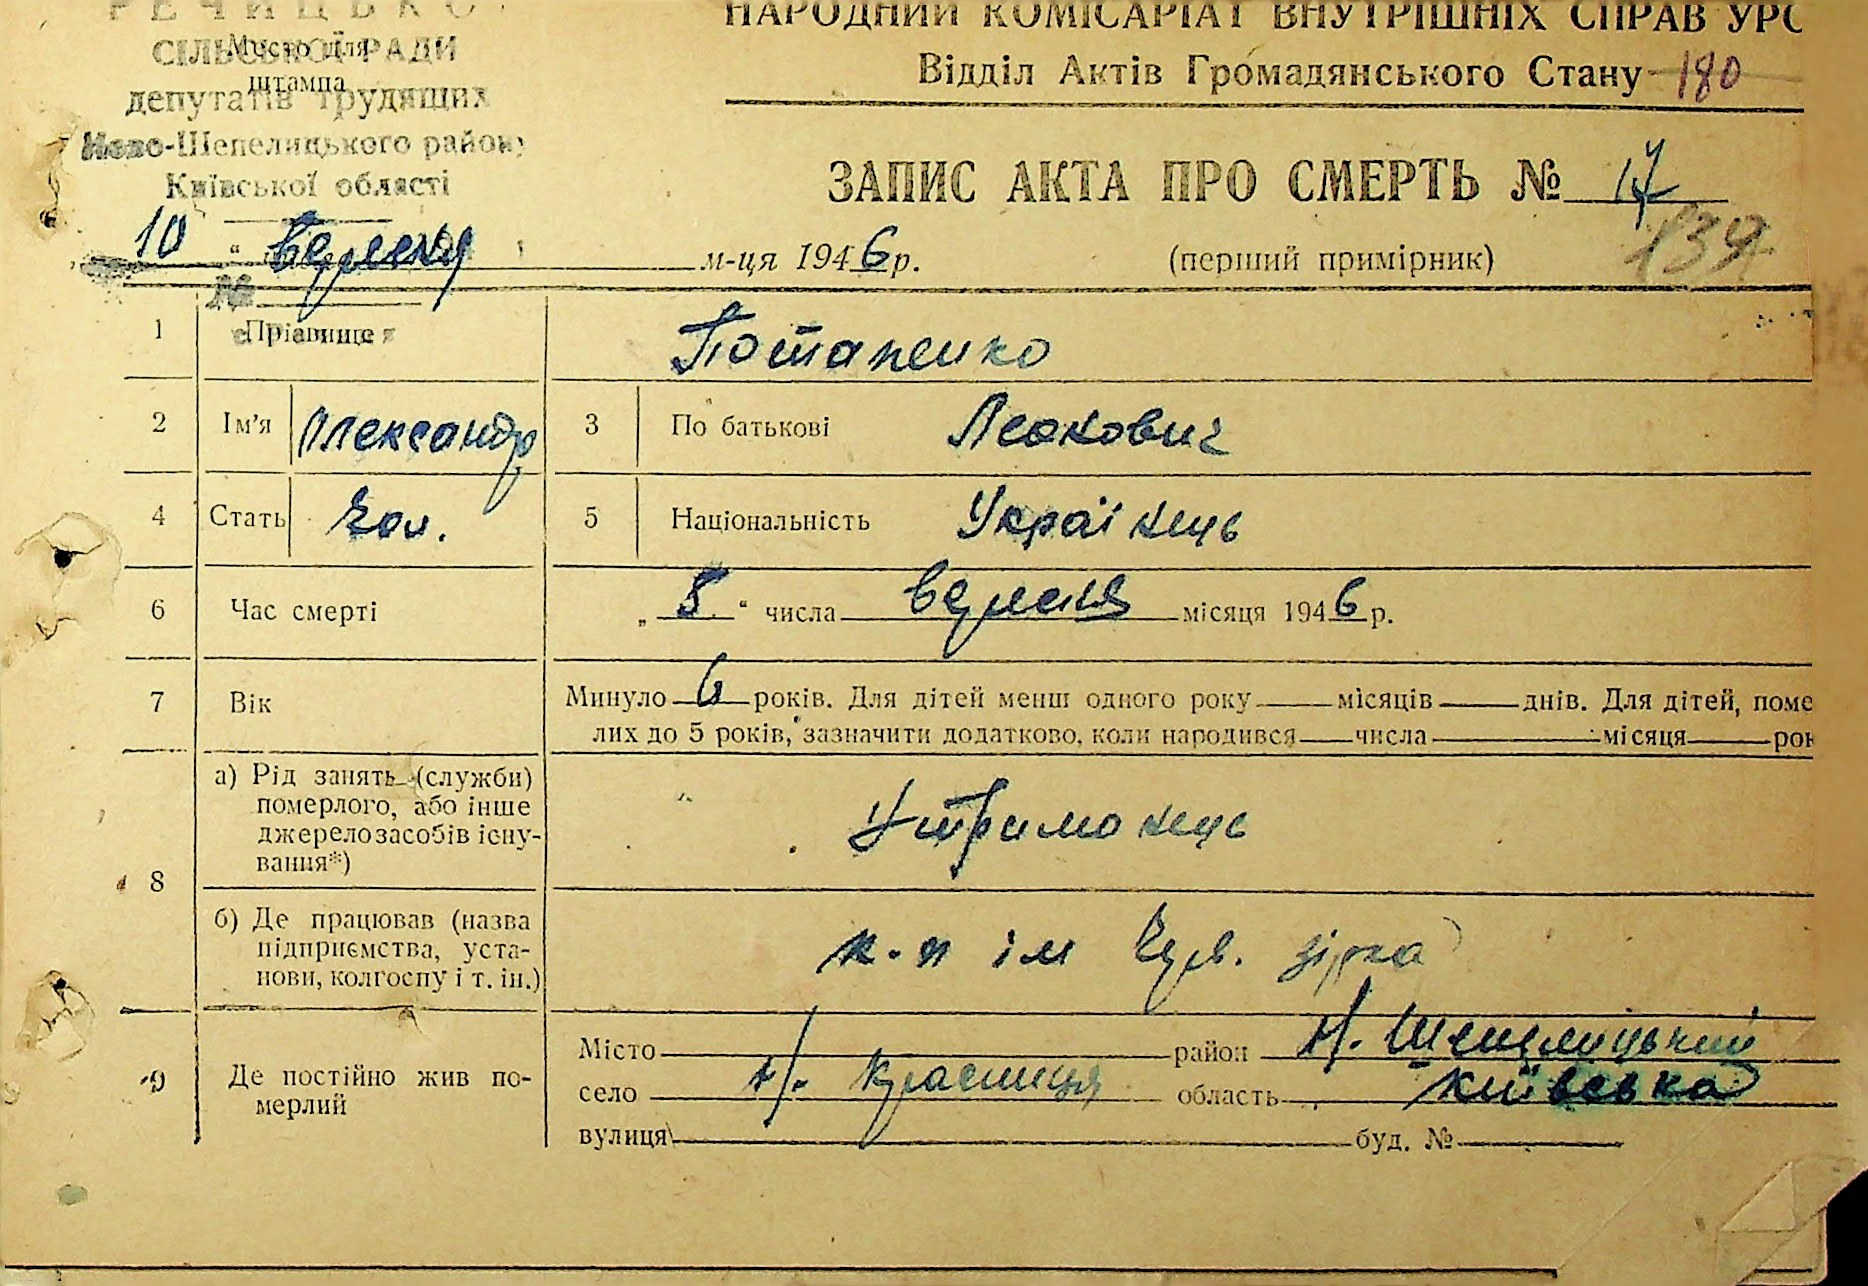 РЕЧИЦЬКО
СІЛЬСЬКОЇ РАДИ
Місце для
штампа
депутатів трудящих
Ново-Шепелицького району
Київської області
НАРОДНИЙ КОМІСАРІАТ ВНУТРІШНІХ СПРАВ УРС
Відділ Актів Громадянського Стану 180
ЗАПИС АКТА ПРО СМЕРТЬ № 17
139
10 " вересня м-ця 1946 р. (перший примірник)
№
1 Прізвище Потапенко
2 Ім'я Олександр 3 По батькові
4 Стать Чол. 5 Національність Українець
6 Час смерті „ 5 " числа вересня місяця 1946 р.
7 Вік Минуло 6 років. Для дітей менш одного року місяців днів. Для дітей, поме
лих до 5 років, зазначити додатково, коли народився числа місяця рок
8 а) Рід занять (служби)
померлого, або інше
джерело засобів існу-
вання*) Утриманець
б) Де працював (назва
підприємства, уста-
нови, колгоспу і т. ін.) к-п ім Черв. зірка
9 Де постійно жив по-
мерлий
Місто район Н. Шепелицький
село Н. Красниця область Київська
вулиця буд. №